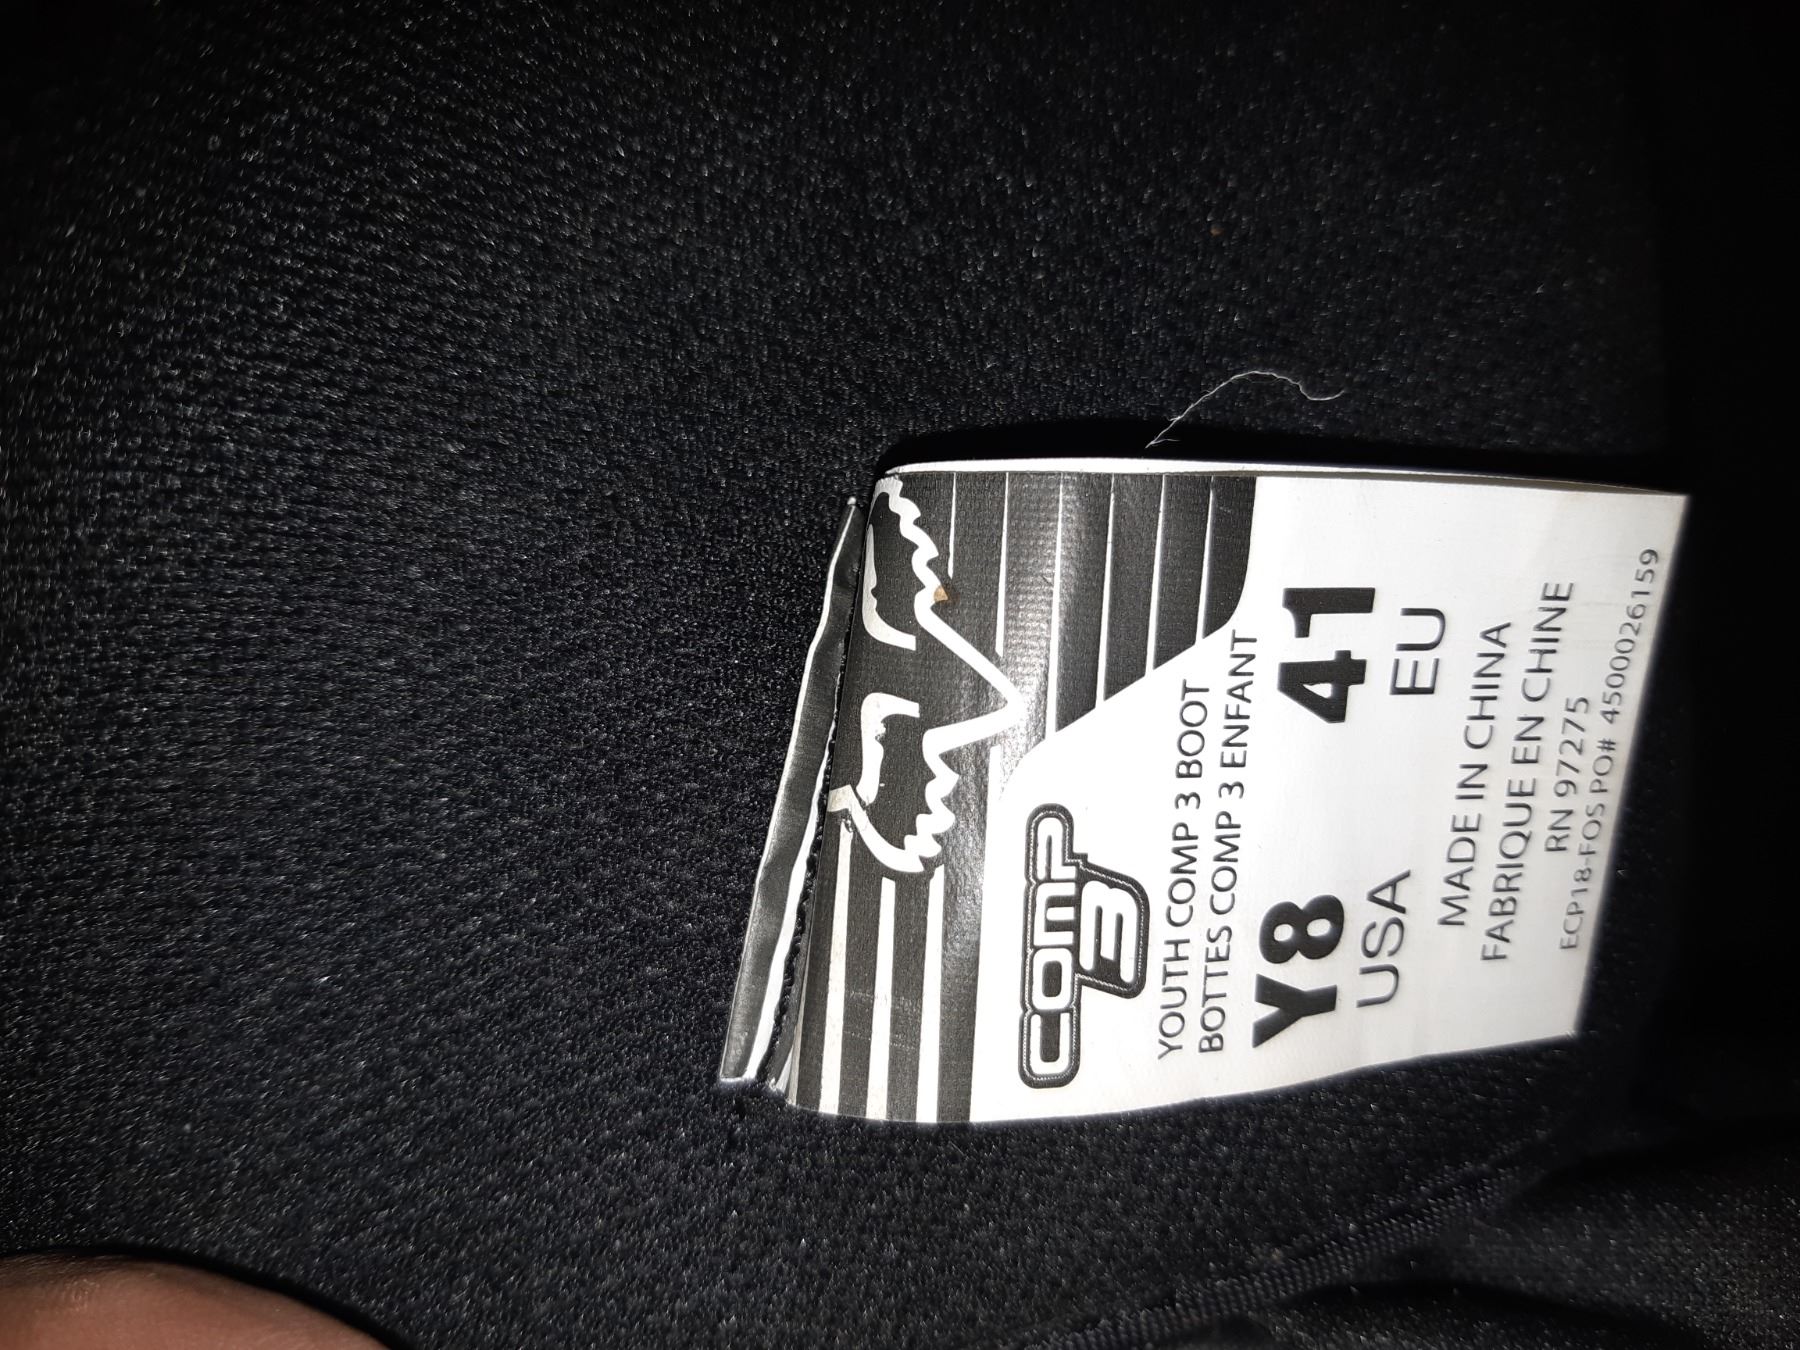 COMP
3
YOUTH COMP 3 BOOT
BOTTES COMP 3 ENFANT
Y8 41
USA EU
MADE IN CHINA
FABRIQUE EN CHINE
RN 97275
ECP18-FOS PO# 4500026159